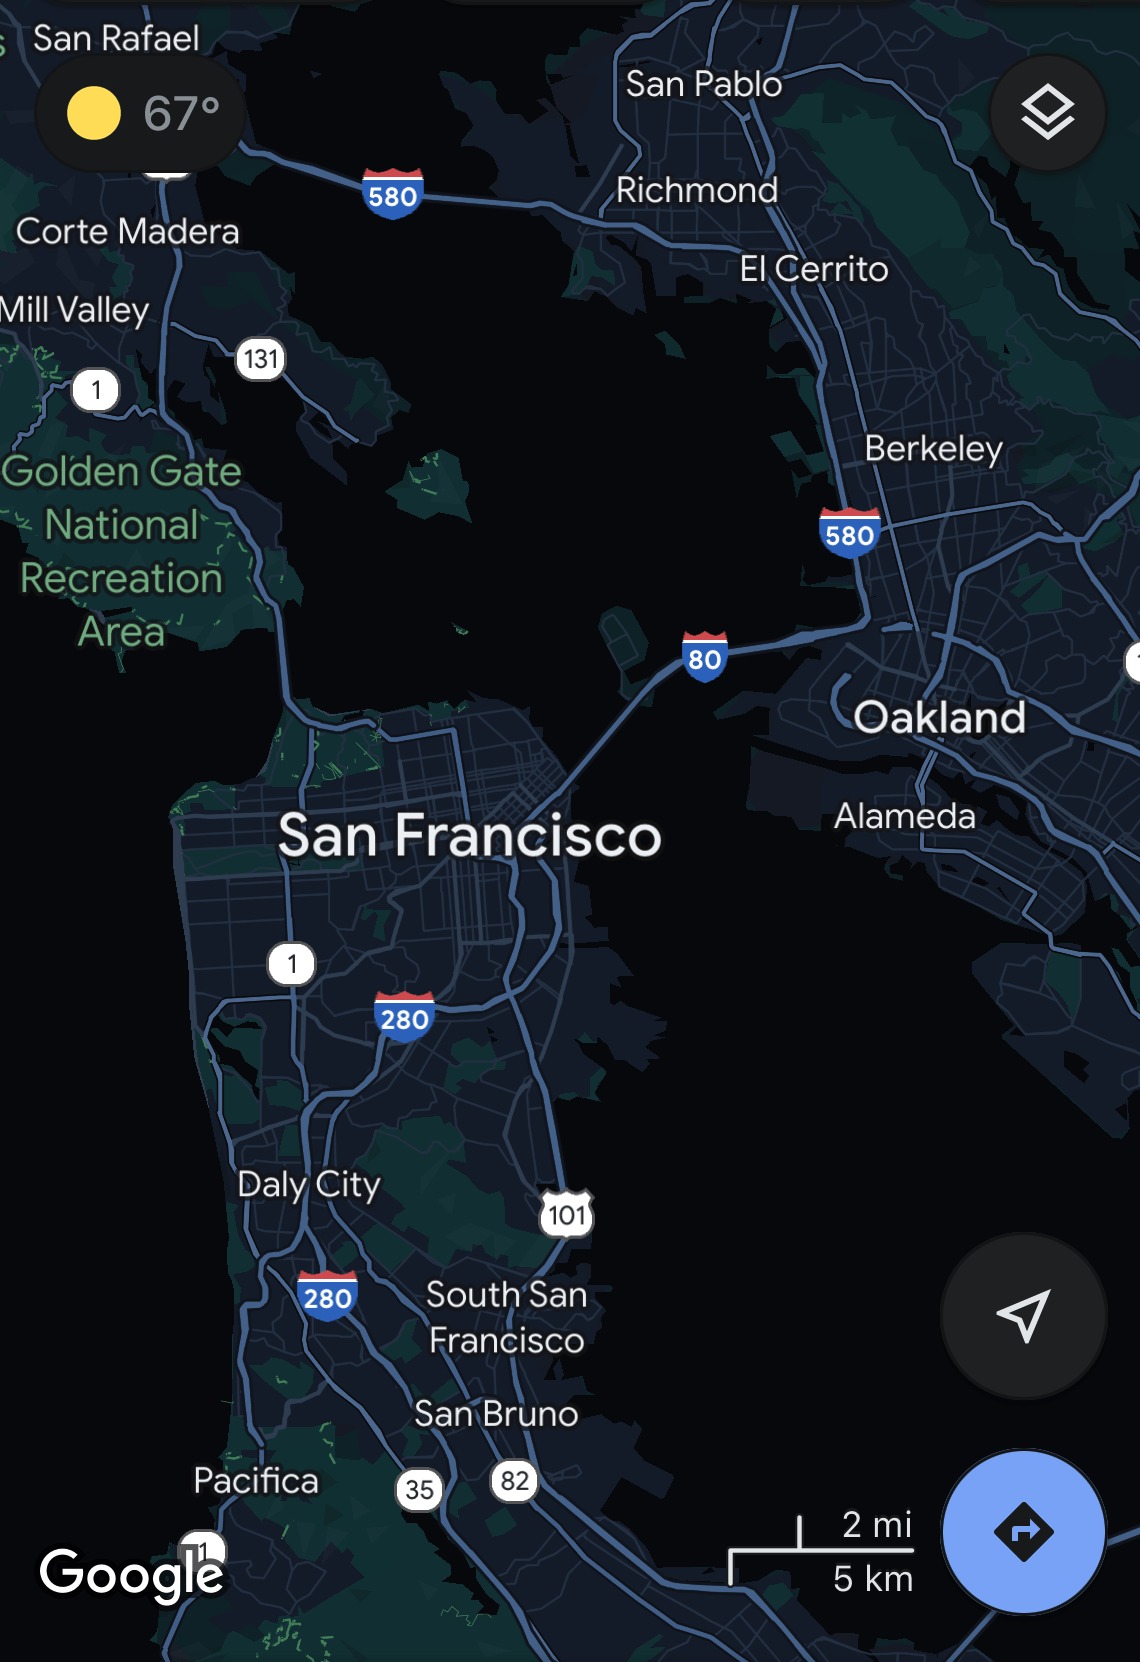 San Rafael
67°
San Pablo
580
Richmond
Corte Madera
El Cerrito
Mill Valley
131
1
Berkeley
Golden Gate
National
Recreation
Area
580
80
Oakland
Alameda
San Francisco
1
280
Daly City
101
280
South San
Francisco
San Bruno
Pacifica
35
82
1
2 mi
5 km
Google